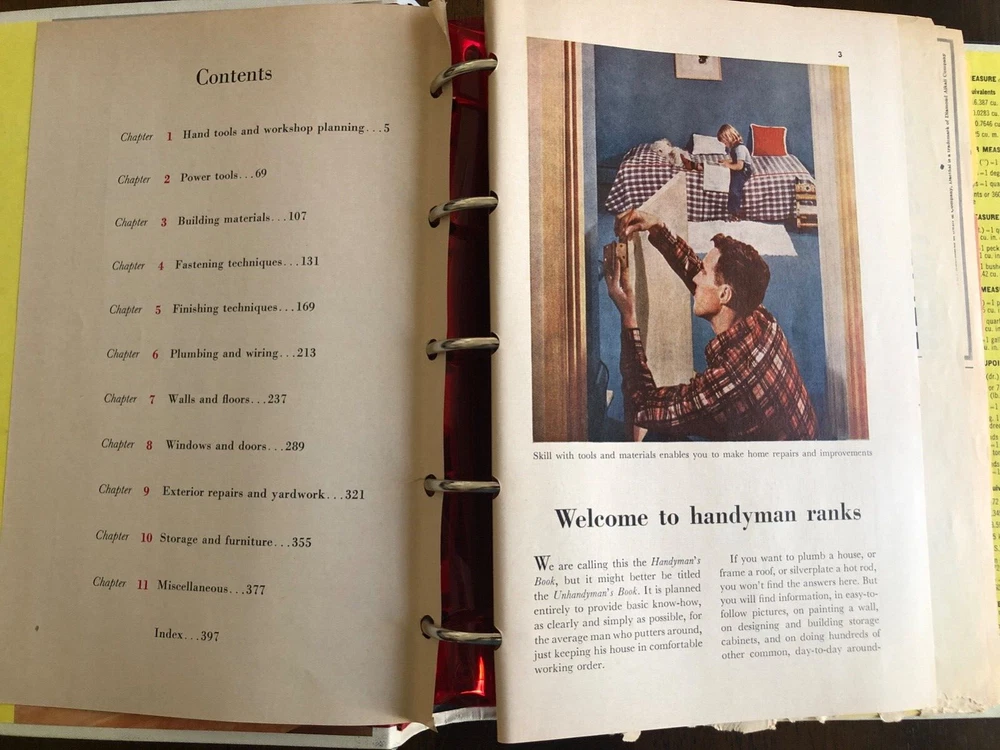 Contents
Chapter 1 Hand tools and workshop planning...5
Chapter 2 Power tools...69
Chapter 3 Building materials...107
Chapter 4 Fastening techniques...131
Chapter 5 Finishing techniques...169
Chapter 6 Plumbing and wiring...213
Chapter 7 Walls and floors...237
Chapter 8 Windows and doors...289
Chapter 9 Exterior repairs and yardwork...321
Chapter 10 Storage and furniture...355
Chapter 11 Miscellaneous...377
Index...397
3
Skill with tools and materials enables you to make home repairs and improvements
Welcome to handyman ranks
We are calling this the Handyman's
Book, but it might better be titled
the Unhandyman's Book. It is planned
entirely to provide basic know-how,
as clearly and simply as possible, for
the average man who putters around,
just keeping his house in comfortable
working order.
If you want to plumb a house, or
frame a roof, or silverplate a hot rod,
you won't find the answers here. But
you will find information, in easy-to-
follow pictures, on painting a wall,
on designing and building storage
cabinets, and on doing hundreds of
other common, day-to-day around-